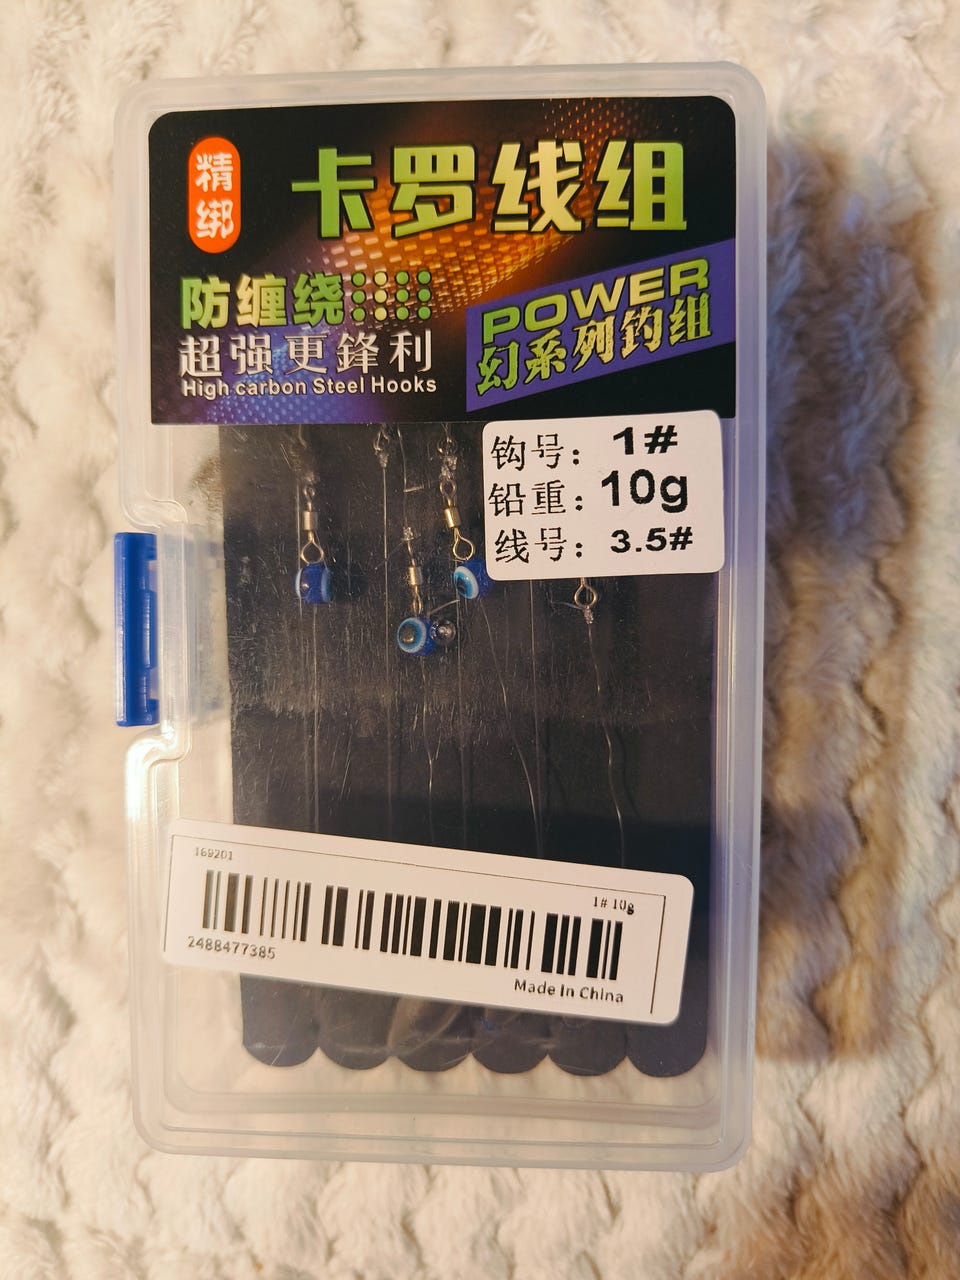 精绑
卡罗线组
防缠绕
超强更鋒利
High carbon Steel Hooks
POWER
幻系列钓组
钩号：1#
铅重：10g
线号：3.5#
169201
1# 10g
2488477385
Made In China